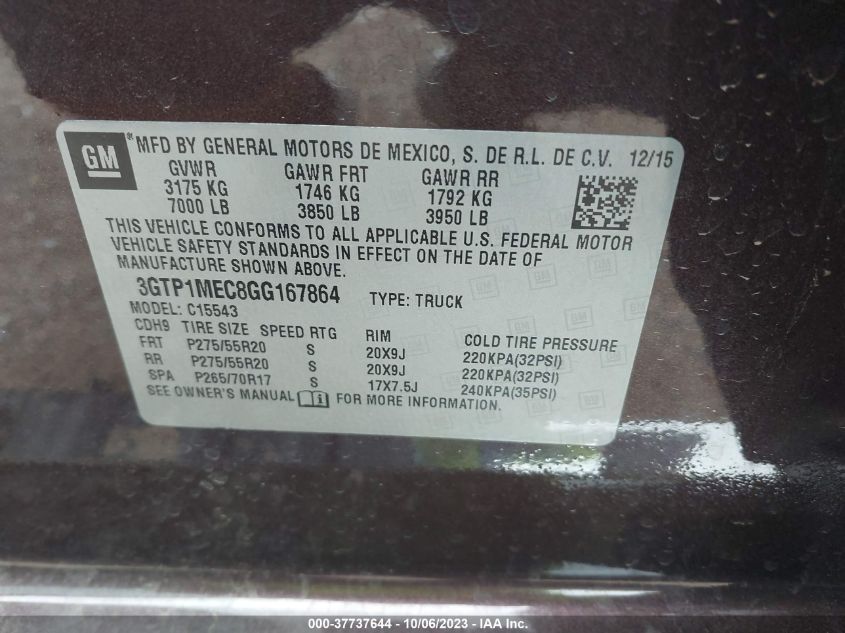 GM® MFD BY GENERAL MOTORS DE MEXICO, S. DE R.L. DE C.V. 12/15
GVWR GAWR FRT GAWR RR
3175 KG 1746 KG 1792 KG
7000 LB 3850 LB 3950 LB
THIS VEHICLE CONFORMS TO ALL APPLICABLE U.S. FEDERAL MOTOR
VEHICLE SAFETY STANDARDS IN EFFECT ON THE DATE OF
MANUFACTURE SHOWN ABOVE.
3GTP1MEC8GG167864 TYPE: TRUCK
MODEL: C15543
CDH9 TIRE SIZE SPEED RTG RIM COLD TIRE PRESSURE
FRT P275/55R20 S 20X9J 220KPA(32PSI)
RR P275/55R20 S 20X9J 220KPA(32PSI)
SPA P265/70R17 S 17X7.5J 240KPA(35PSI)
SEE OWNER'S MANUAL FOR MORE INFORMATION.
000-37737644 - 10/06/2023 - IAA Inc.